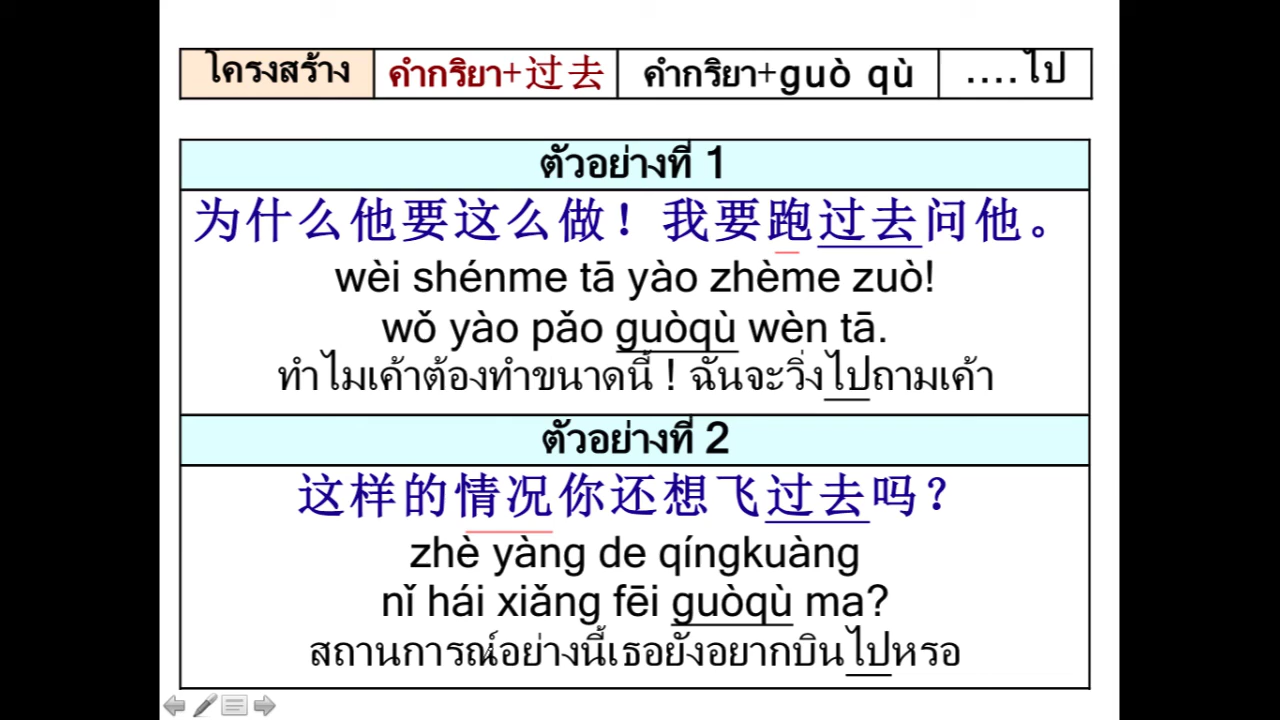 โครงสร้าง คำกริยา+过去 คำกริยา+guò qù ....ไป
ตัวอย่างที่ 1
为什么他要这么做！我要跑过去问他。
wèi shénme tā yào zhème zuò!
wǒ yào pǎo guòqù wèn tā.
ทำไมเค้าต้องทำขนาดนี้ ! ฉันจะวิ่งไปถามเค้า
ตัวอย่างที่ 2
这样的情况你还想飞过去吗？
zhè yàng de qíngkuàng
nǐ hái xiǎng fēi guòqù ma?
สถานการณ์อย่างนี้เธอยังอยากบินไปหรอ